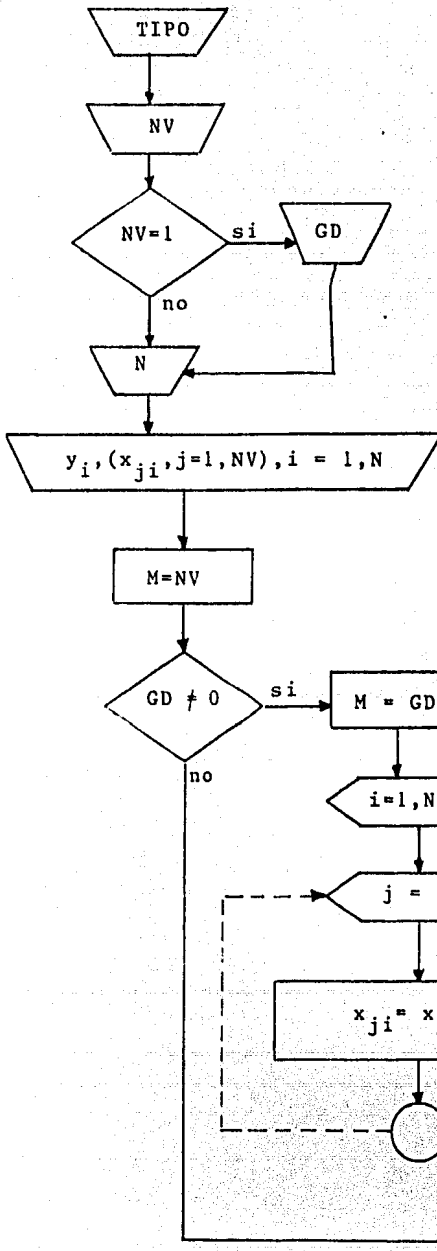 TIPO
NV
NV=1
si
GD
no
N
y_i,(x_ji,j=1,NV),i = 1,N
M=NV
GD ≠ 0
si
M = GD
no
i=1,N
j =
x_ji= x